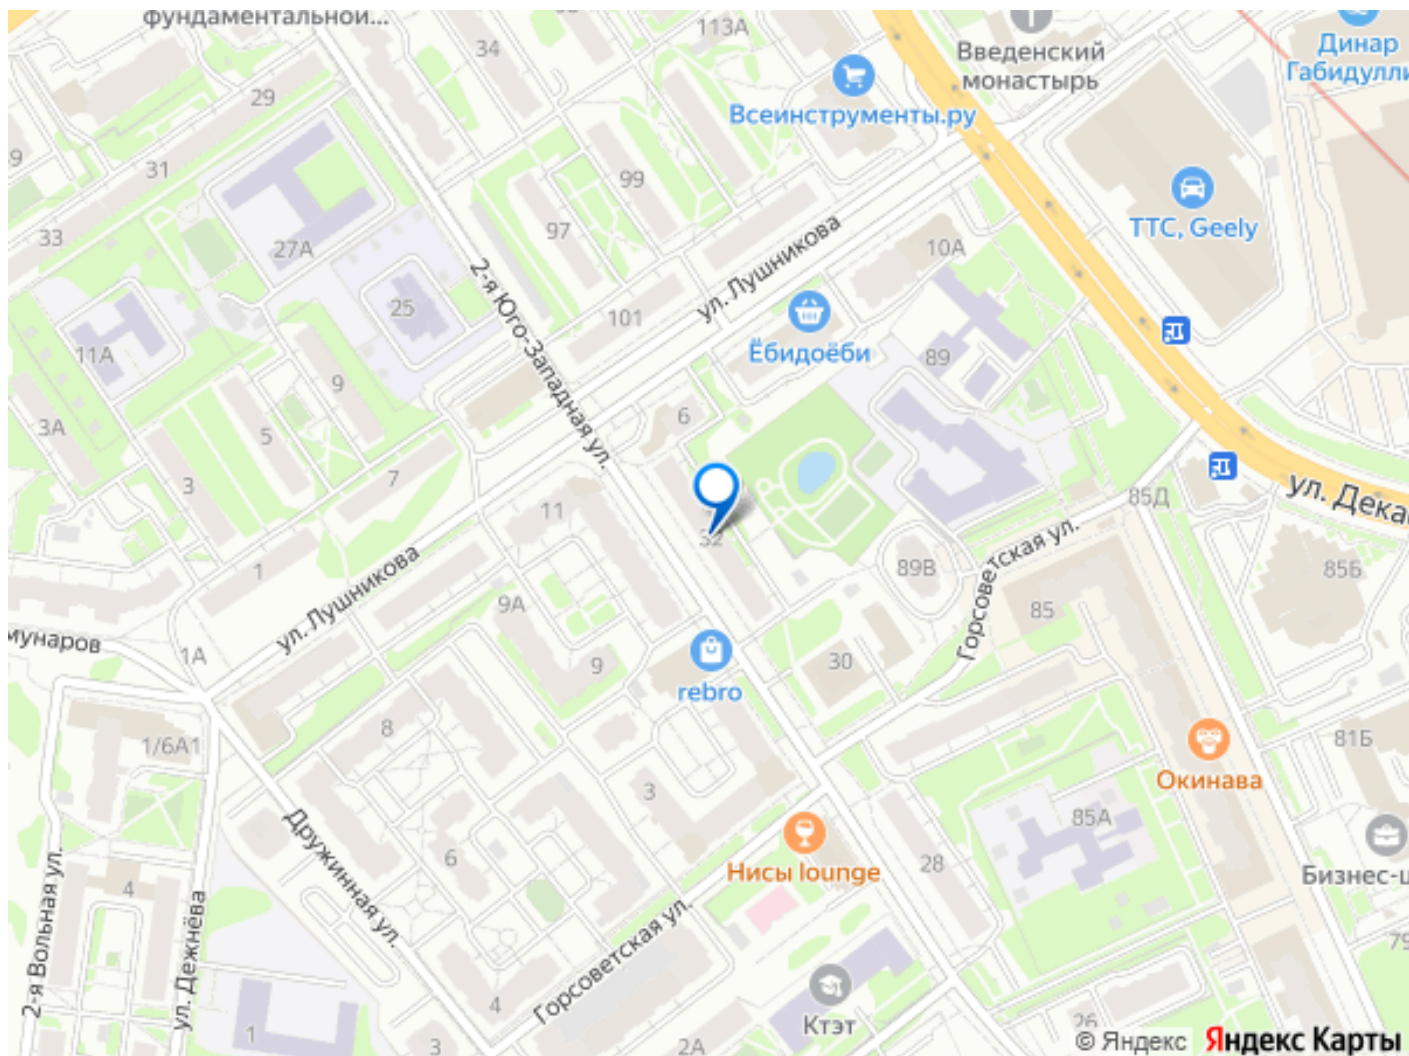 фундаментальной...
34
113А
Введенский
монастырь
Динар
Габидулли
Всеинструменты.ру
29
31
9
33
27А
99
97
ТТС, Geely
2-я Юго-Западная ул.
ул. Лушникова
10А
25
101
Ёбидоёби
11А
9
89
3А
5
6
7
3
11
32
85Д
ул. Дека
1
ул. Лушникова
9А
89В
Горсоветская ул.
85Б
85
мунаров
1А
9
rebro
30
8
1/6А1
81Б
Окинава
3
85А
Дружинная ул.
6
Нисы lounge
28
Бизнес-ц
4
2-я Вольная ул.
ул. Дежнёва
Горсоветская ул.
79
4
Ктэт
1
3
2А
26
© Яндекс Яндекс Карты